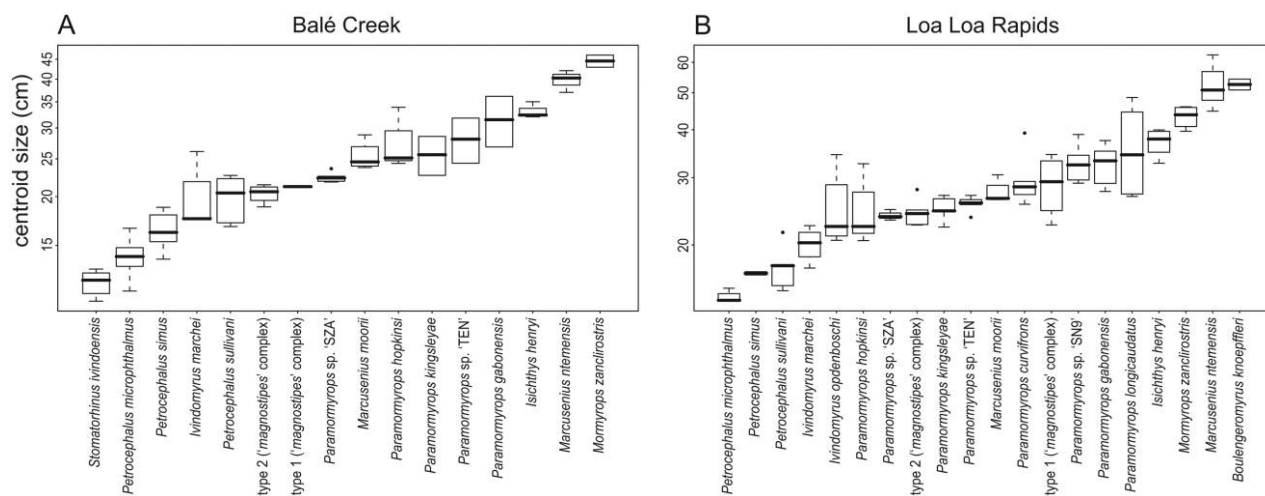 A
Balé Creek
centroid size (cm)
45
40
35
30
25
20
15
Stomatorhinus ivindoensis
Petrocephalus microphthalmus
Petrocephalus simus
Ivindomyrus marchei
Petrocephalus sullivani
type 2 ('magnostipes' complex)
type 1 ('magnostipes' complex)
Paramormyrops sp. 'SZA'
Marcusenius moorii
Paramormyrops hopkinsi
Paramormyrops kingsleyae
Paramormyrops sp. 'TEN'
Paramormyrops gabonensis
Isichthys henryi
Marcusenius ntemensis
Mormyrops zanclirostris
B
Loa Loa Rapids
60
50
40
30
20
Petrocephalus microphthalmus
Petrocephalus simus
Petrocephalus sullivani
Ivindomyrus marchei
Ivindomyrus opdenboschi
Paramormyrops hopkinsi
Paramormyrops sp. 'SZA'
type 2 ('magnostipes' complex)
Paramormyrops kingsleyae
Paramormyrops sp. 'TEN'
Marcusenius moorii
Paramormyrops curvifrons
type 1 ('magnostipes' complex)
Paramormyrops sp. 'SN9'
Paramormyrops gabonensis
Paramormyrops longicaudatus
Isichthys henryi
Mormyrops zanclirostris
Marcusenius ntemensis
Boulengeromyrus knoepffleri